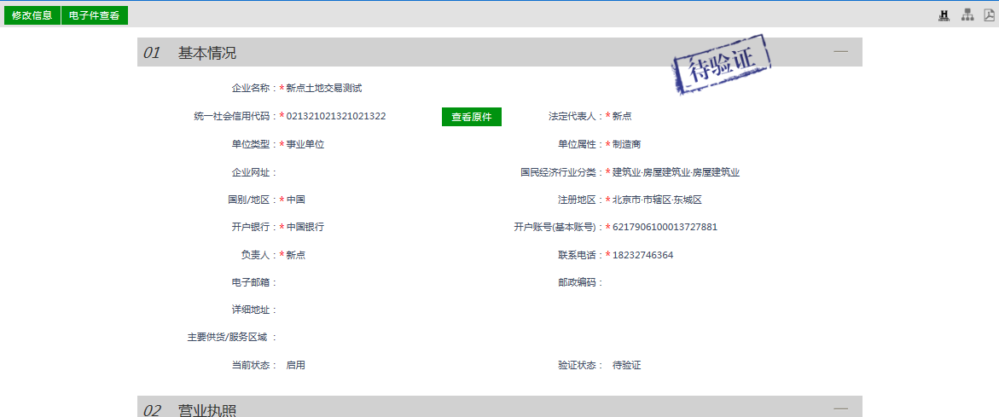 修改信息 电子件查看
01 基本情况
待验证
企业名称：*新点土地交易测试
统一社会信用代码：*021321021321021322 查看原件 法定代表人：*新点
单位类型：*事业单位 单位属性：*制造商
企业网址： 国民经济行业分类：*建筑业·房屋建筑业·房屋建筑业
国别/地区：*中国 注册地区：*北京市·市辖区·东城区
开户银行：*中国银行 开户账号(基本账号)：*6217906100013727881
负责人：*新点 联系电话：*18232746364
电子邮箱： 邮政编码：
详细地址：
主要供货/服务区域 ：
当前状态： 启用 验证状态： 待验证
02 营业执照